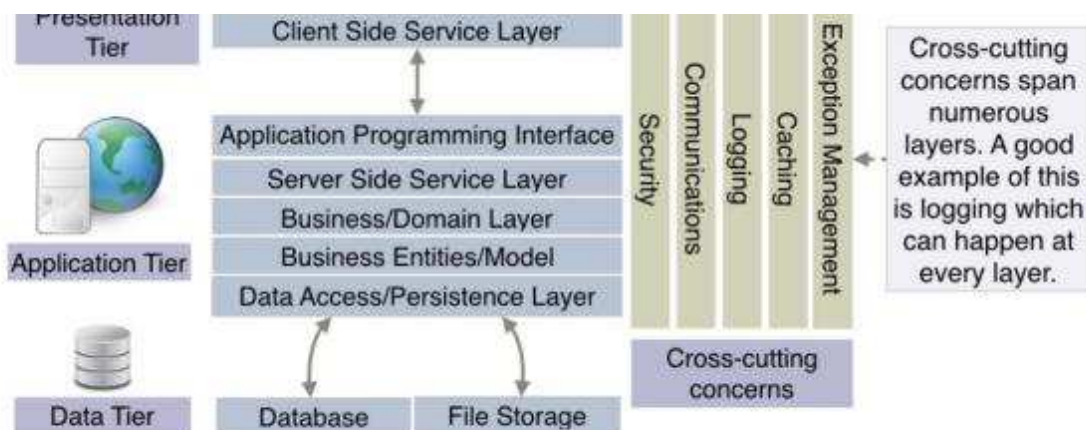 Presentation
Tier
Client Side Service Layer
Application Programming Interface
Server Side Service Layer
Business/Domain Layer
Business Entities/Model
Data Access/Persistence Layer
Application Tier
Data Tier
Database
File Storage
Security
Communications
Logging
Caching
Exception Management
Cross-cutting
concerns
Cross-cutting
concerns span
numerous
layers. A good
example of this
is logging which
can happen at
every layer.